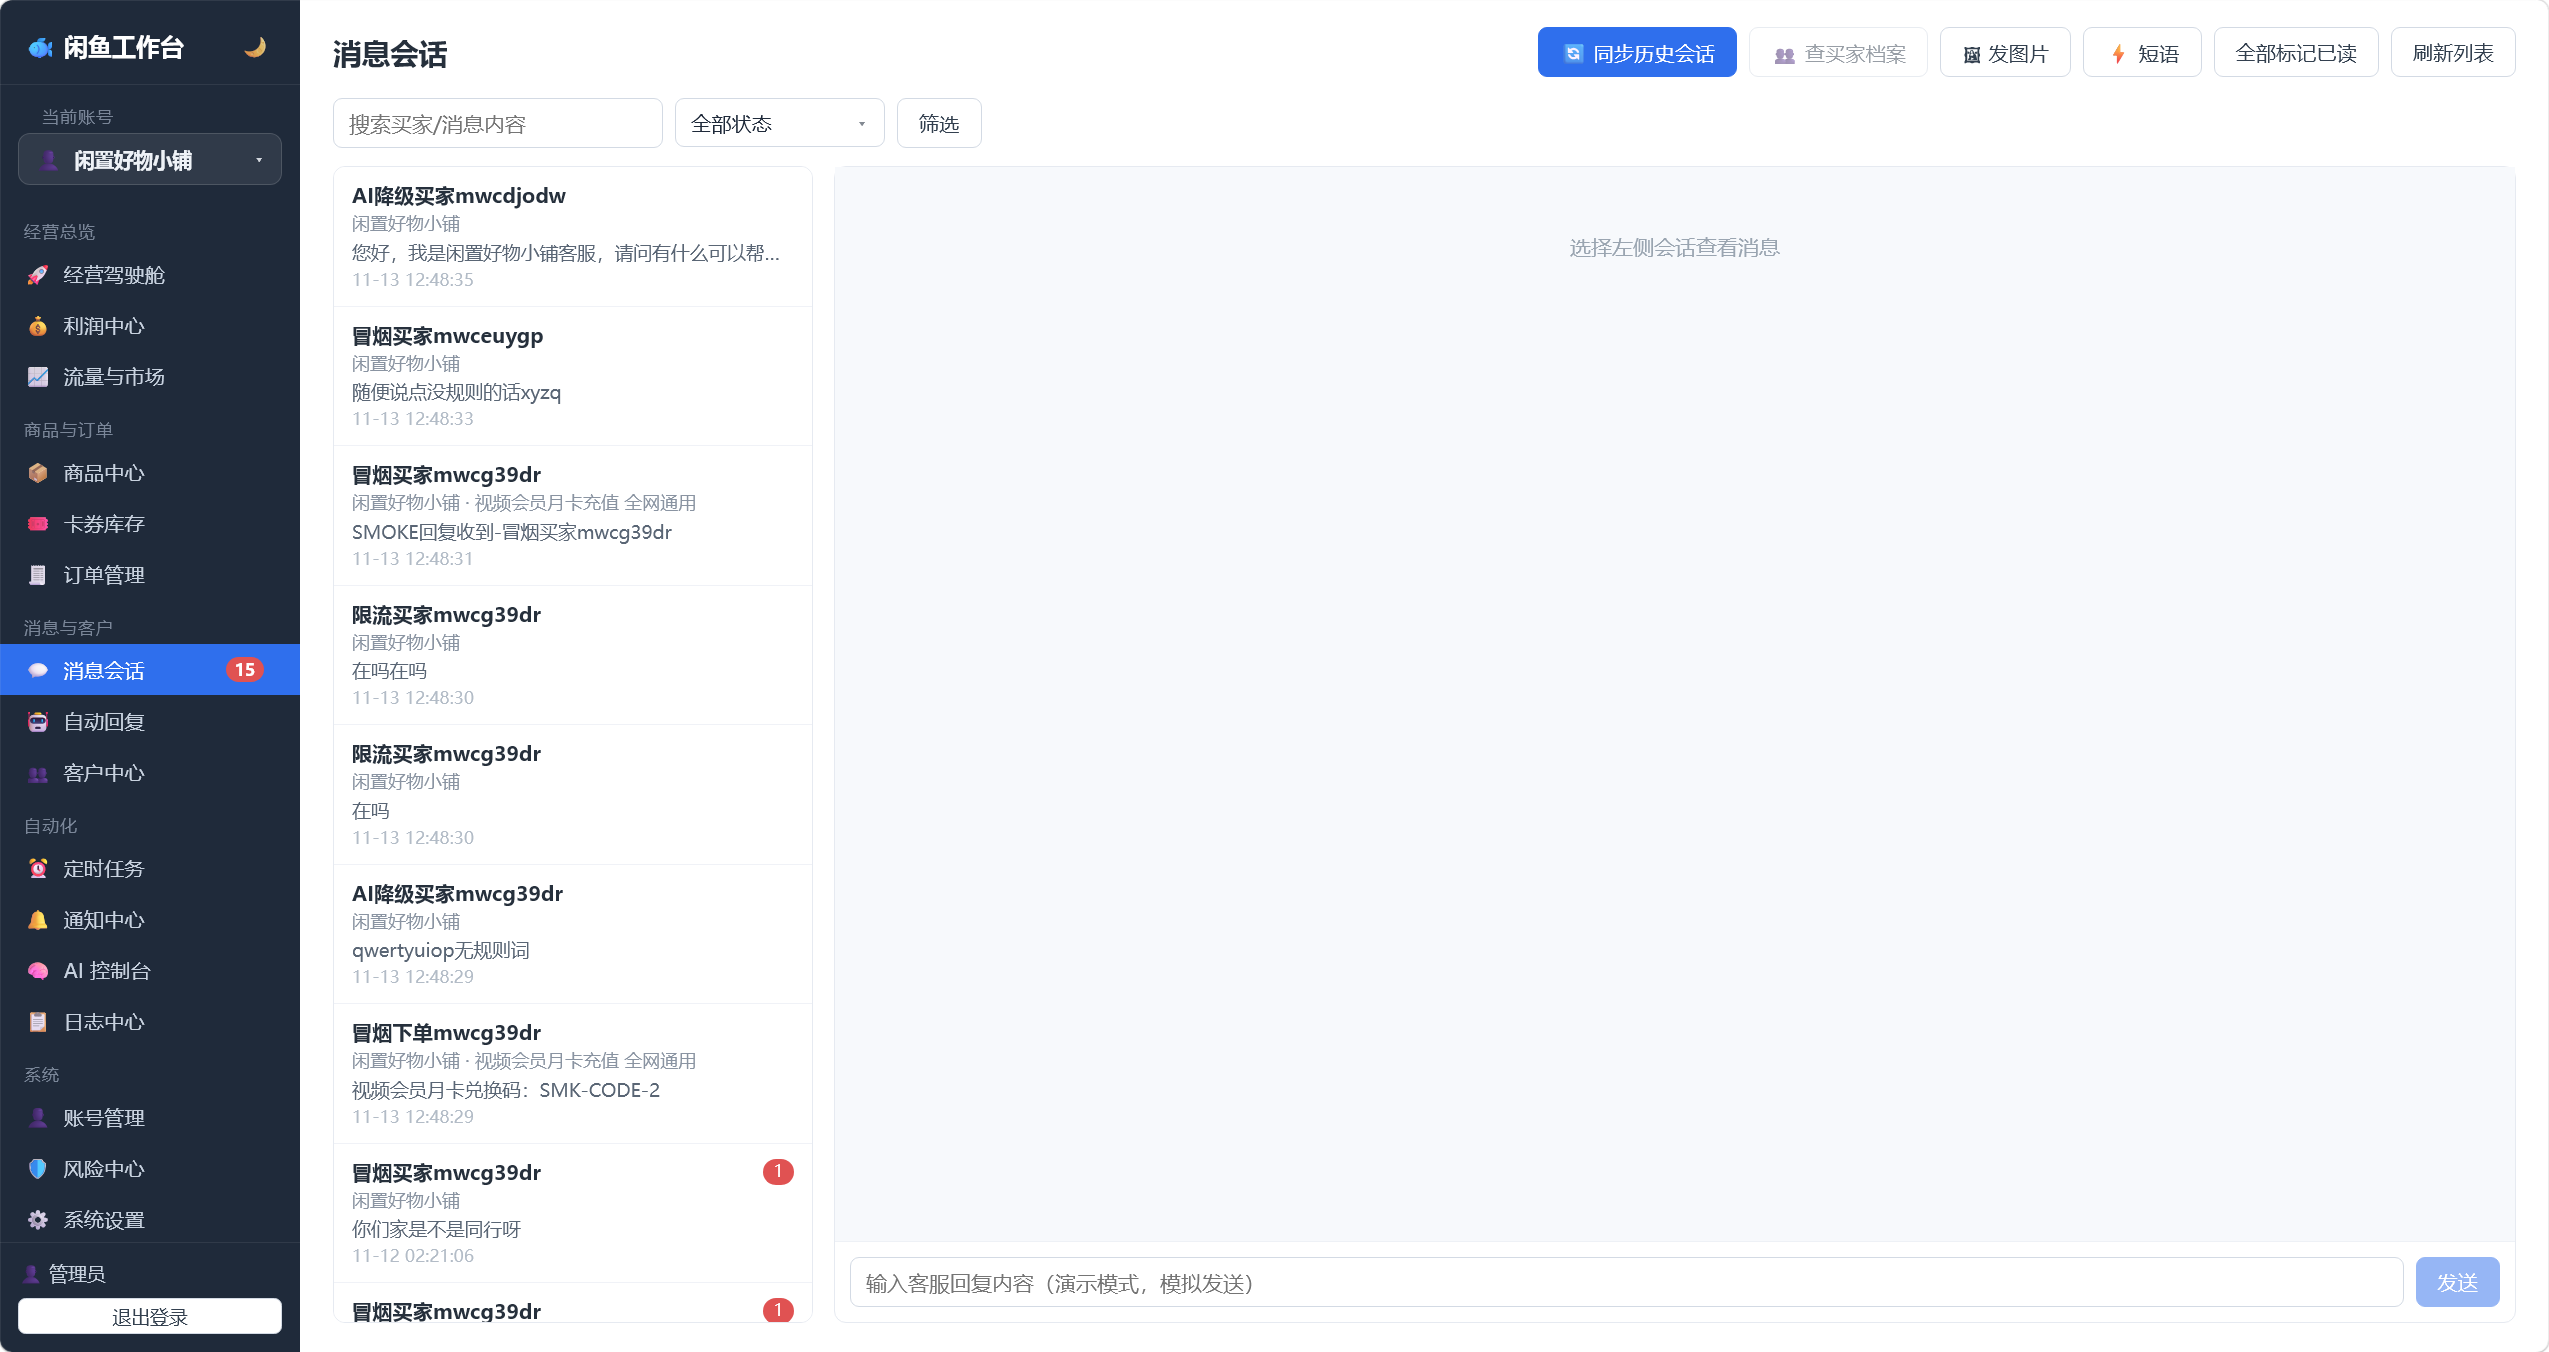 闲鱼工作台
当前账号
闲置好物小铺
经营总览
经营驾驶舱
利润中心
流量与市场
商品与订单
商品中心
卡券库存
订单管理
消息与客户
消息会话
15
自动回复
客户中心
自动化
定时任务
通知中心
AI 控制台
日志中心
系统
账号管理
风险中心
系统设置
管理员
退出登录
消息会话
同步历史会话
查买家档案
发图片
短语
全部标记已读
刷新列表
搜索买家/消息内容
全部状态
筛选
AI降级买家mwcdjodw
闲置好物小铺
您好，我是闲置好物小铺客服，请问有什么可以帮...
11-13 12:48:35
冒烟买家mwceuygp
闲置好物小铺
随便说点没规则的话xyzq
11-13 12:48:33
冒烟买家mwcg39dr
闲置好物小铺 · 视频会员月卡充值 全网通用
SMOKE回复收到-冒烟买家mwcg39dr
11-13 12:48:31
限流买家mwcg39dr
闲置好物小铺
在吗在吗
11-13 12:48:30
限流买家mwcg39dr
闲置好物小铺
在吗
11-13 12:48:30
AI降级买家mwcg39dr
闲置好物小铺
qwertyuiop无规则词
11-13 12:48:29
冒烟下单mwcg39dr
闲置好物小铺 · 视频会员月卡充值 全网通用
视频会员月卡兑换码：SMK-CODE-2
11-13 12:48:29
冒烟买家mwcg39dr
1
闲置好物小铺
你们家是不是同行呀
11-12 02:21:06
冒烟买家mwcg39dr
1
选择左侧会话查看消息
输入客服回复内容（演示模式，模拟发送）
发送